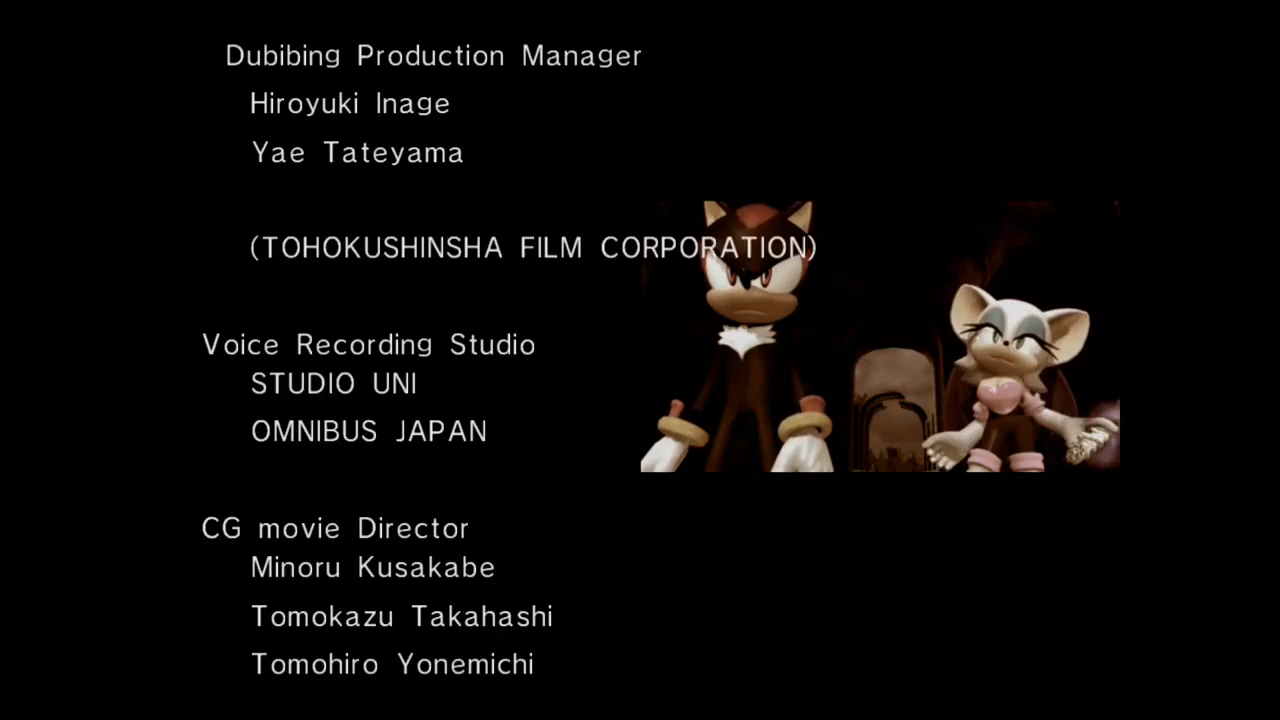 Dubibing Production Manager
Hiroyuki Inage
Yae Tateyama
(TOHOKUSHINSHA FILM CORPORATION)
Voice Recording Studio
STUDIO UNI
OMNIBUS JAPAN
CG movie Director
Minoru Kusakabe
Tomokazu Takahashi
Tomohiro Yonemichi